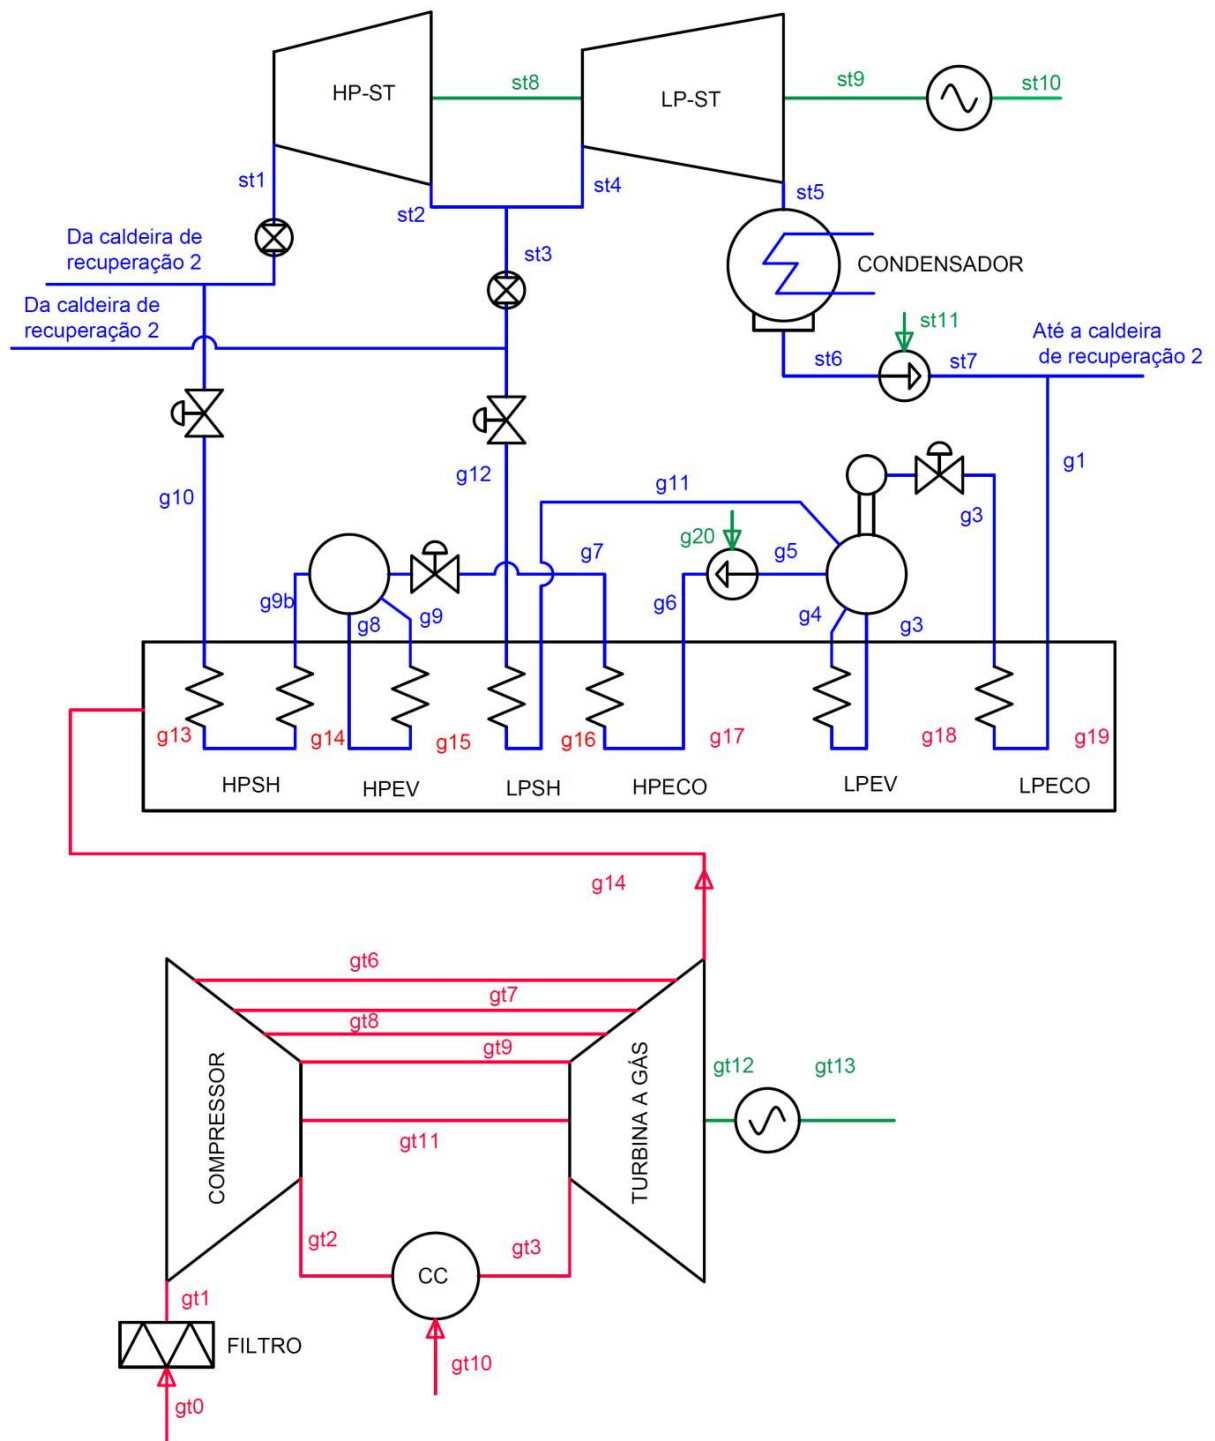 HP-ST
st8
LP-ST
st9
st10
st1
st2
st4
st5
Da caldeira de
recuperação 2
st3
CONDENSADOR
Da caldeira de
recuperação 2
st11
Até a caldeira
de recuperação 2
st6
st7
g10
g12
g11
g3
g1
g20
g7
g5
g9b
g8
g9
g6
g4
g3
g13
g14
g15
g16
g17
g18
g19
HPSH
HPEV
LPSH
HPECO
LPEV
LPECO
g14
gt6
gt7
gt8
gt9
COMPRESSOR
TURBINA A GÁS
gt12
gt13
gt11
gt2
CC
gt3
gt1
FILTRO
gt10
gt0